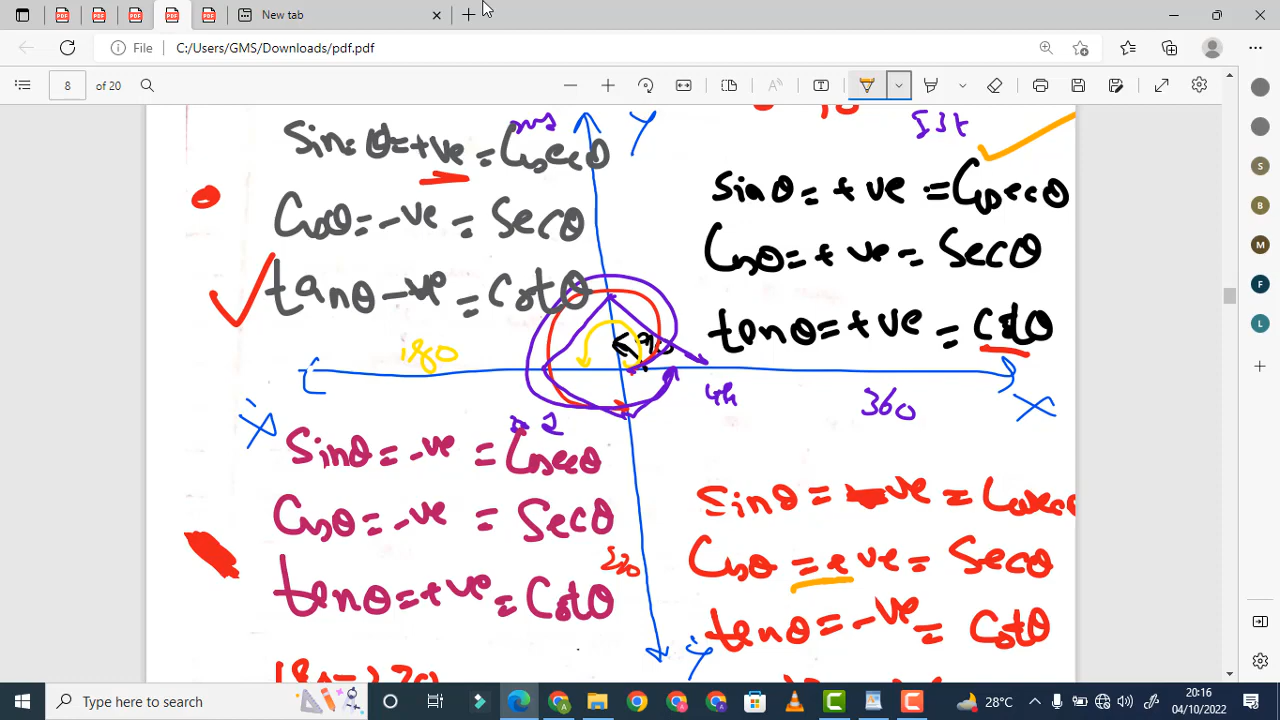 New tab
File
C:/Users/GMS/Downloads/pdf.pdf
8
of 20
Y
I3t
Sinθ=+ve=Cosecθ
Cosθ=-ve=Secθ
tanθ-ve=Cotθ
Sinθ=+ve=Cosecθ
Cosθ=+ve=Secθ
tanθ=+ve=Cotθ
180
90
4th
360
X
X
Sinθ=-ve=Cosecθ
Cosθ=-ve=Secθ
tanθ=+ve=Cotθ
Sinθ=-ve=Cosecθ
Cosθ=+ve=Secθ
tanθ=-ve=Cotθ
Y
S
B
M
F
L
Type here to search
28°C
20:16
04/10/2022